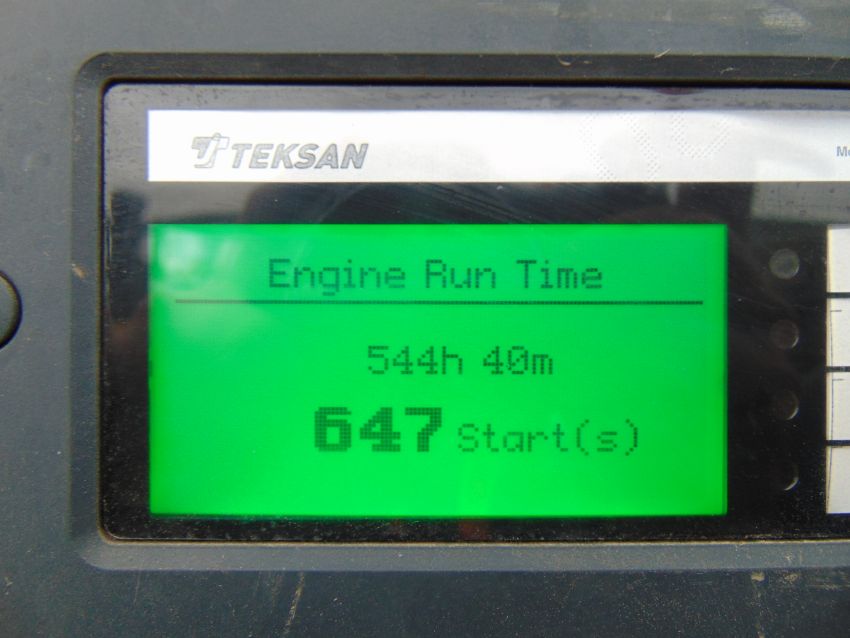 TEKSAN
Engine Run Time
544h 40m
647 Start(s)